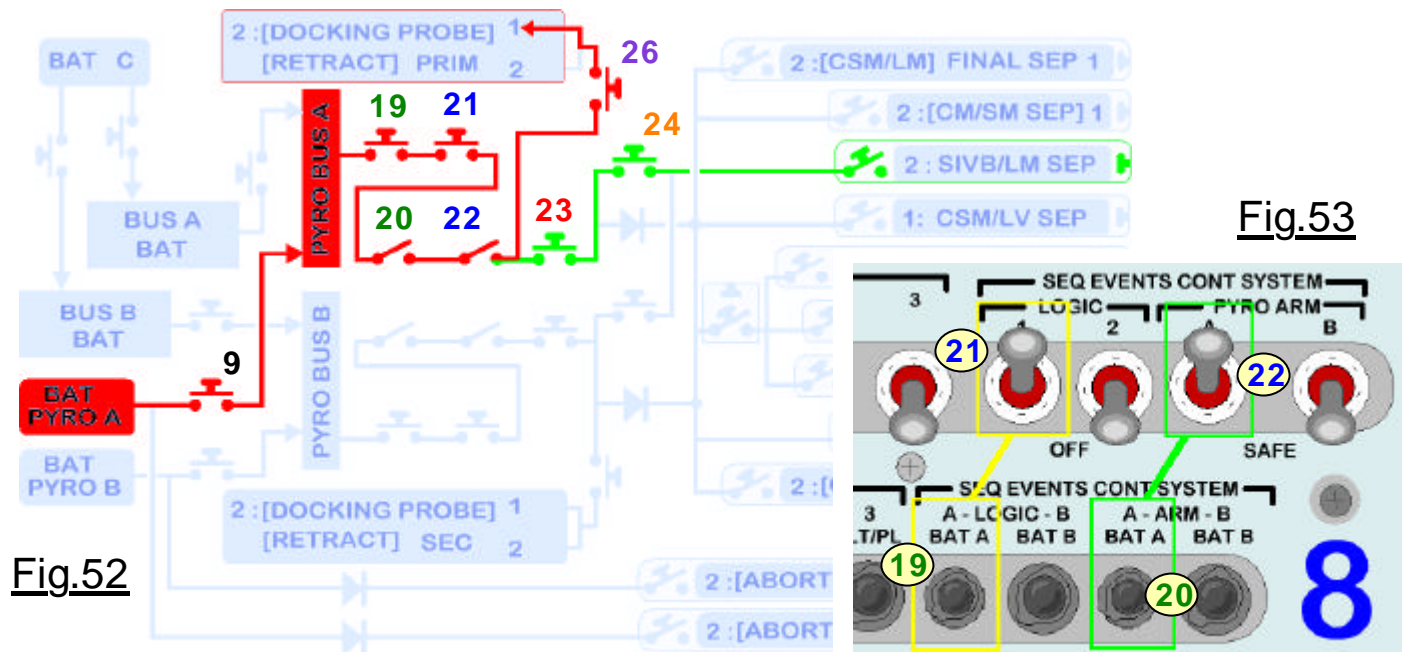 2 :[DOCKING PROBE] 1
[RETRACT] PRIM 2
26
BAT C
19
21
PYRO BUS A
24
2 :[CSM/LM] FINAL SEP 1
2 :[CM/SM SEP] 1
2 : SIVB/LM SEP
1: CSM/LV SEP
BUS A
BAT
20
22
23
BUS B
BAT
9
BAT
PYRO A
BAT
PYRO B
PYRO BUS B
2 :[DOCKING PROBE] 1
[RETRACT] SEC 2
2 :[
2 :[ABORT
2 :[ABORT
Fig.52
Fig.53
SEQ EVENTS CONT SYSTEM
3
LOGIC
PYRO ARM
1
2
A
B
21
22
OFF
SAFE
SEQ EVENTS CONT SYSTEM
3
A - LOGIC - B
A - ARM - B
LT/PL
BAT A
BAT B
BAT A
BAT B
19
20
8